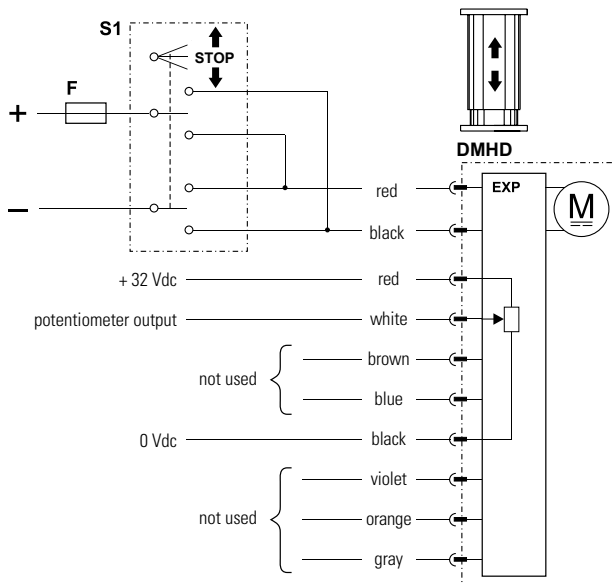 S1
STOP
F
+
–
DMHD
EXP
M
red
black
+ 32 Vdc
red
potentiometer output
white
not used
brown
blue
0 Vdc
black
not used
violet
orange
gray